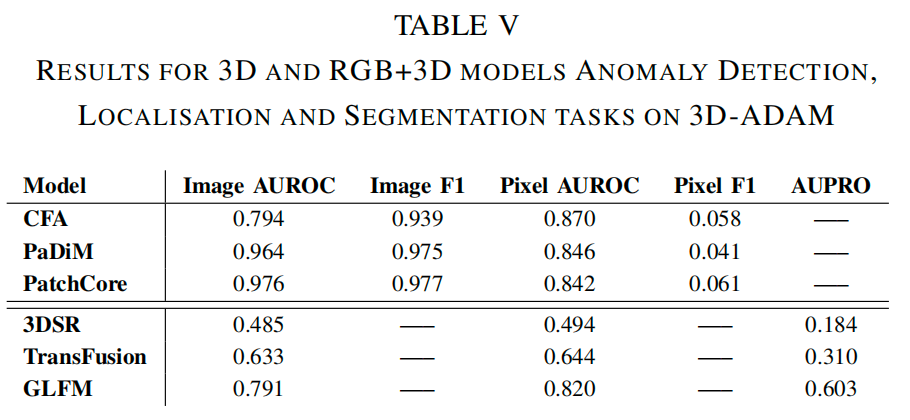 TABLE V
RESULTS FOR 3D AND RGB+3D MODELS ANOMALY DETECTION,
LOCALISATION AND SEGMENTATION TASKS ON 3D-ADAM
Model Image AUROC Image F1 Pixel AUROC Pixel F1 AUPRO
CFA 0.794 0.939 0.870 0.058 —–
PaDiM 0.964 0.975 0.846 0.041 —–
PatchCore 0.976 0.977 0.842 0.061 —–
3DSR 0.485 —– 0.494 —– 0.184
TransFusion 0.633 —– 0.644 —– 0.310
GLFM 0.791 —– 0.820 —– 0.603